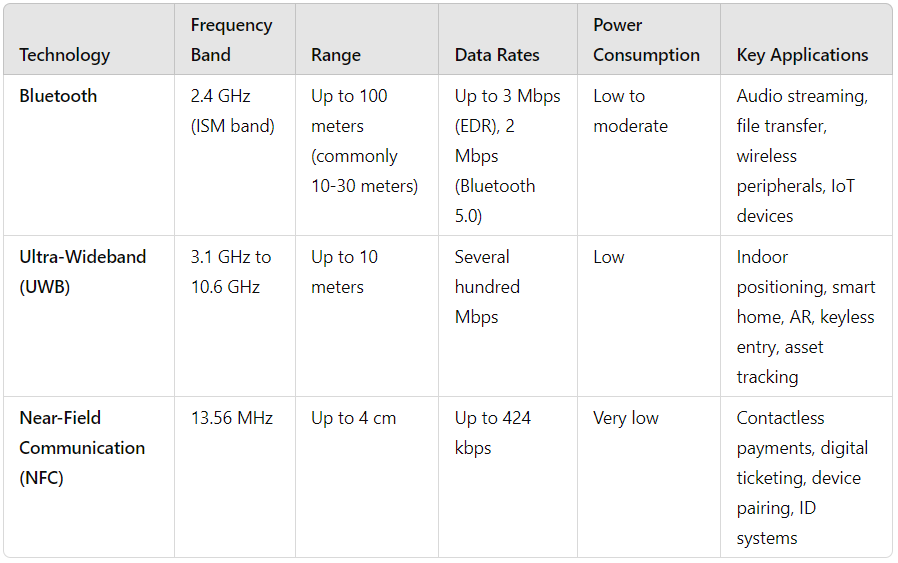 Technology
Frequency
Band
Range
Data Rates
Power
Consumption
Key Applications
Bluetooth
2.4 GHz
(ISM band)
Up to 100
meters
(commonly
10-30 meters)
Up to 3 Mbps
(EDR), 2
Mbps
(Bluetooth
5.0)
Low to
moderate
Audio streaming,
file transfer,
wireless
peripherals, IoT
devices
Ultra-Wideband
(UWB)
3.1 GHz to
10.6 GHz
Up to 10
meters
Several
hundred
Mbps
Low
Indoor
positioning, smart
home, AR, keyless
entry, asset
tracking
Near-Field
Communication
(NFC)
13.56 MHz
Up to 4 cm
Up to 424
kbps
Very low
Contactless
payments, digital
ticketing, device
pairing, ID
systems